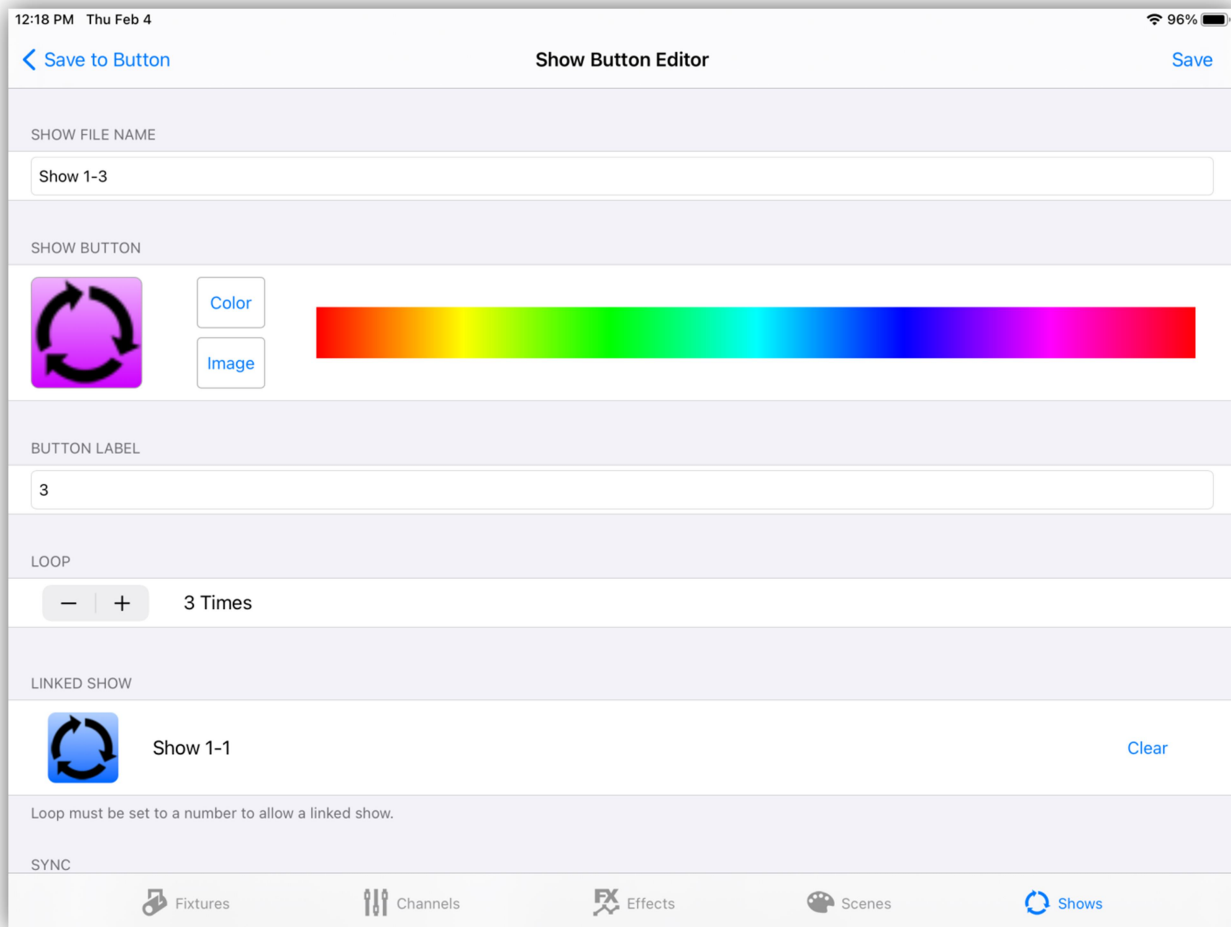 12:18 PM Thu Feb 4 96%
Save to Button Show Button Editor Save
SHOW FILE NAME
Show 1-3
SHOW BUTTON
Color
Image
BUTTON LABEL
3
LOOP
− + 3 Times
LINKED SHOW
Show 1-1 Clear
Loop must be set to a number to allow a linked show.
SYNC
Fixtures Channels FX Effects Scenes Shows